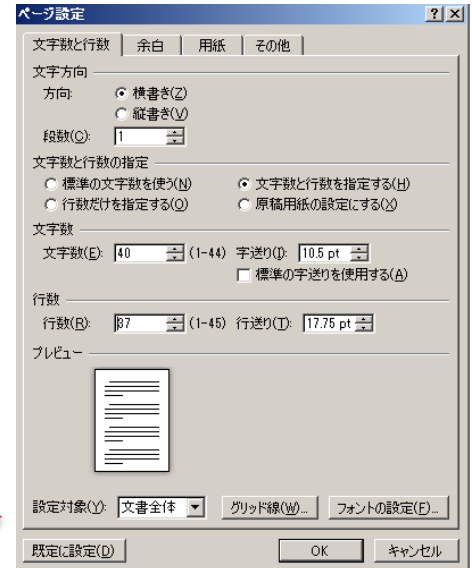 ページ設定
文字数と行数 余白 用紙 その他
文字方向
方向: 横書き(Z)
縦書き(V)
段数(C): 1
文字数と行数の指定
標準の文字数を使う(N) 文字数と行数を指定する(H)
行数だけを指定する(O) 原稿用紙の設定にする(X)
文字数
文字数(E): 40 (1-44) 字送り(I): 10.5 pt
標準の字送りを使用する(A)
行数
行数(R): 37 (1-45) 行送り(T): 17.75 pt
プレビュー
設定対象(Y): 文書全体 グリッド線(W)... フォントの設定(F)...
既定に設定(D) OK キャンセル